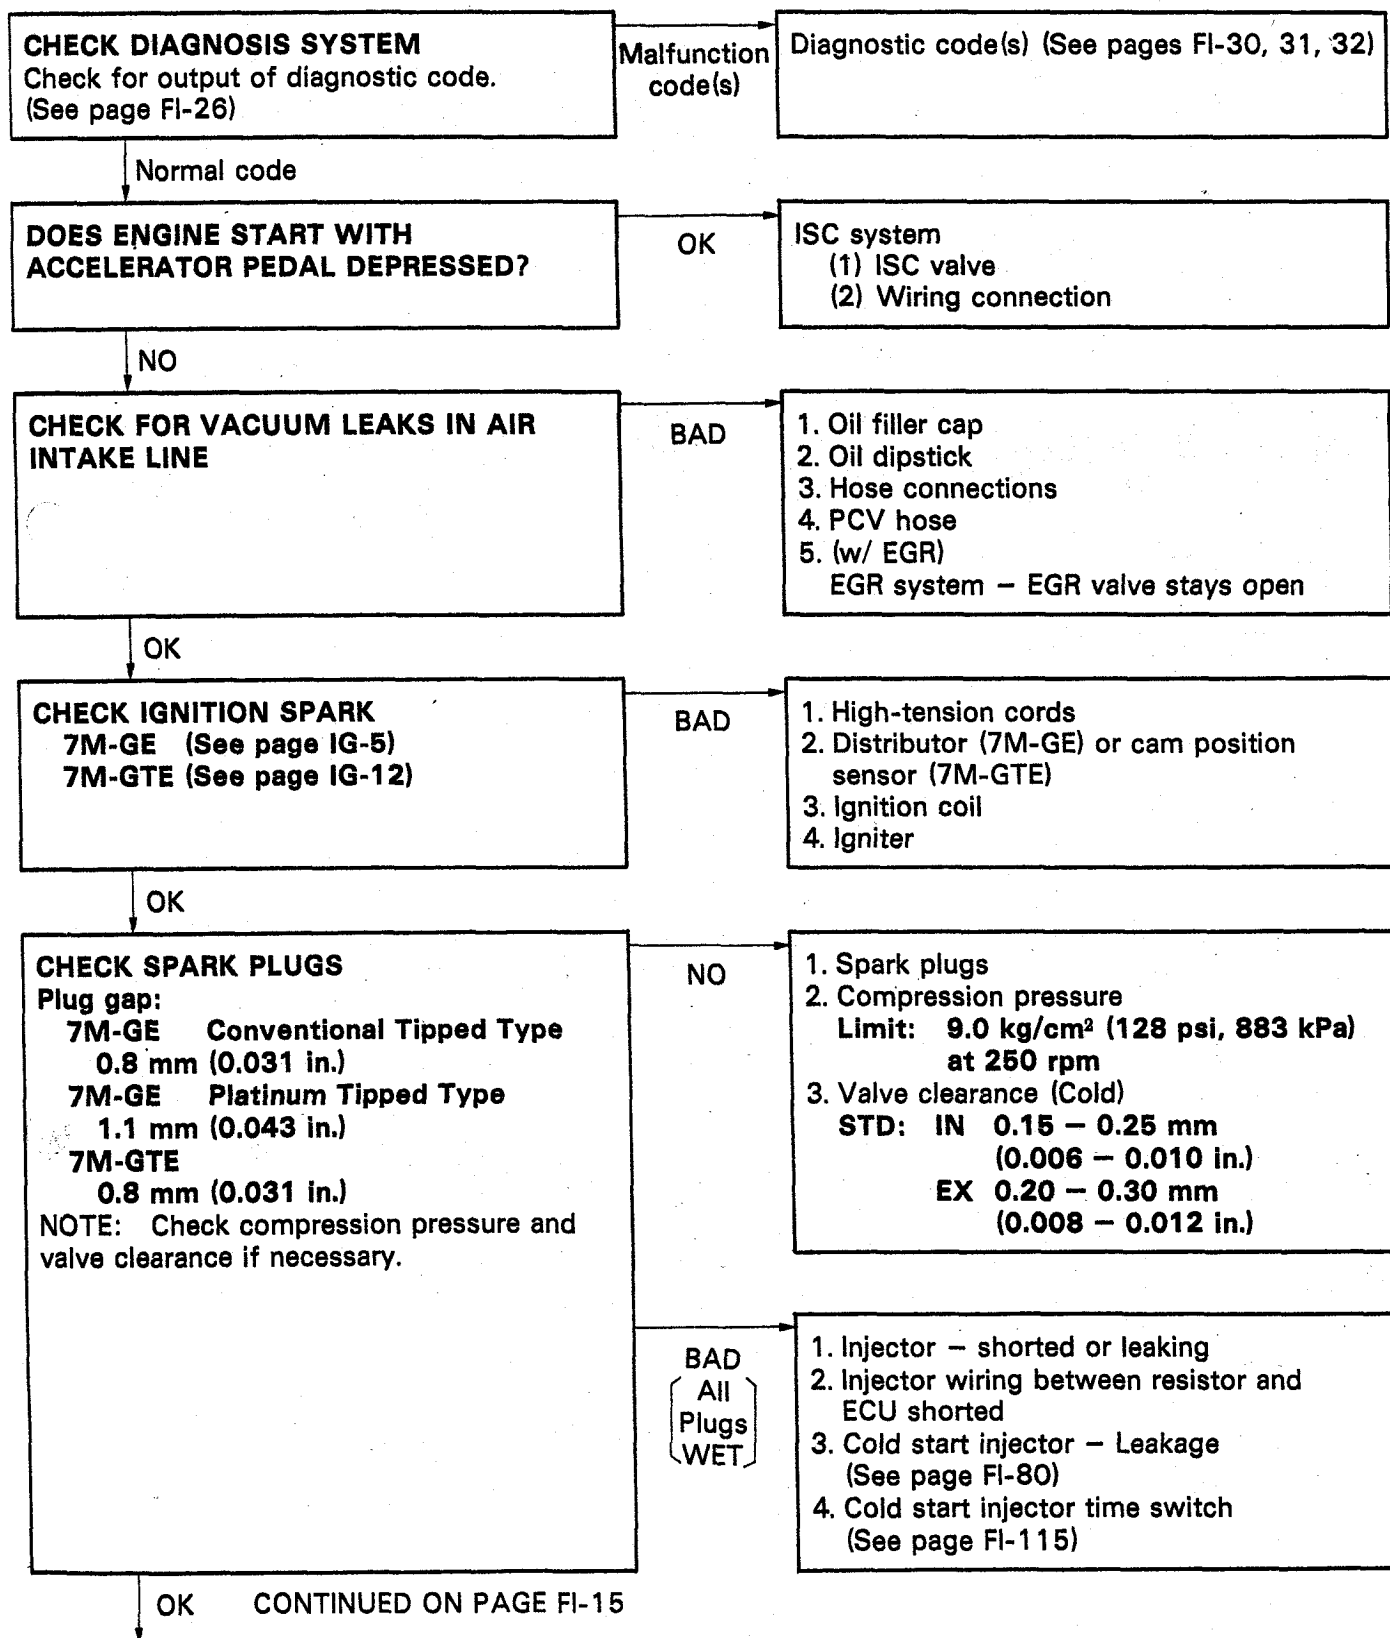 CHECK DIAGNOSIS SYSTEM
Check for output of diagnostic code.
(See page FI-26)
Malfunction
code(s)
Diagnostic code(s) (See pages FI-30, 31, 32)
Normal code
DOES ENGINE START WITH
ACCELERATOR PEDAL DEPRESSED?
OK
ISC system
(1) ISC valve
(2) Wiring connection
NO
CHECK FOR VACUUM LEAKS IN AIR
INTAKE LINE
BAD
1. Oil filler cap
2. Oil dipstick
3. Hose connections
4. PCV hose
5. (w/ EGR)
EGR system – EGR valve stays open
OK
CHECK IGNITION SPARK
7M-GE (See page IG-5)
7M-GTE (See page IG-12)
BAD
1. High-tension cords
2. Distributor (7M-GE) or cam position
sensor (7M-GTE)
3. Ignition coil
4. Igniter
OK
CHECK SPARK PLUGS
Plug gap:
7M-GE Conventional Tipped Type
0.8 mm (0.031 in.)
7M-GE Platinum Tipped Type
1.1 mm (0.043 in.)
7M-GTE
0.8 mm (0.031 in.)
NOTE: Check compression pressure and
valve clearance if necessary.
NO
1. Spark plugs
2. Compression pressure
Limit: 9.0 kg/cm² (128 psi, 883 kPa)
at 250 rpm
3. Valve clearance (Cold)
STD: IN 0.15 – 0.25 mm
(0.006 – 0.010 in.)
EX 0.20 – 0.30 mm
(0.008 – 0.012 in.)
BAD
All
Plugs
WET
1. Injector – shorted or leaking
2. Injector wiring between resistor and
ECU shorted
3. Cold start injector – Leakage
(See page FI-80)
4. Cold start injector time switch
(See page FI-115)
OK CONTINUED ON PAGE FI-15